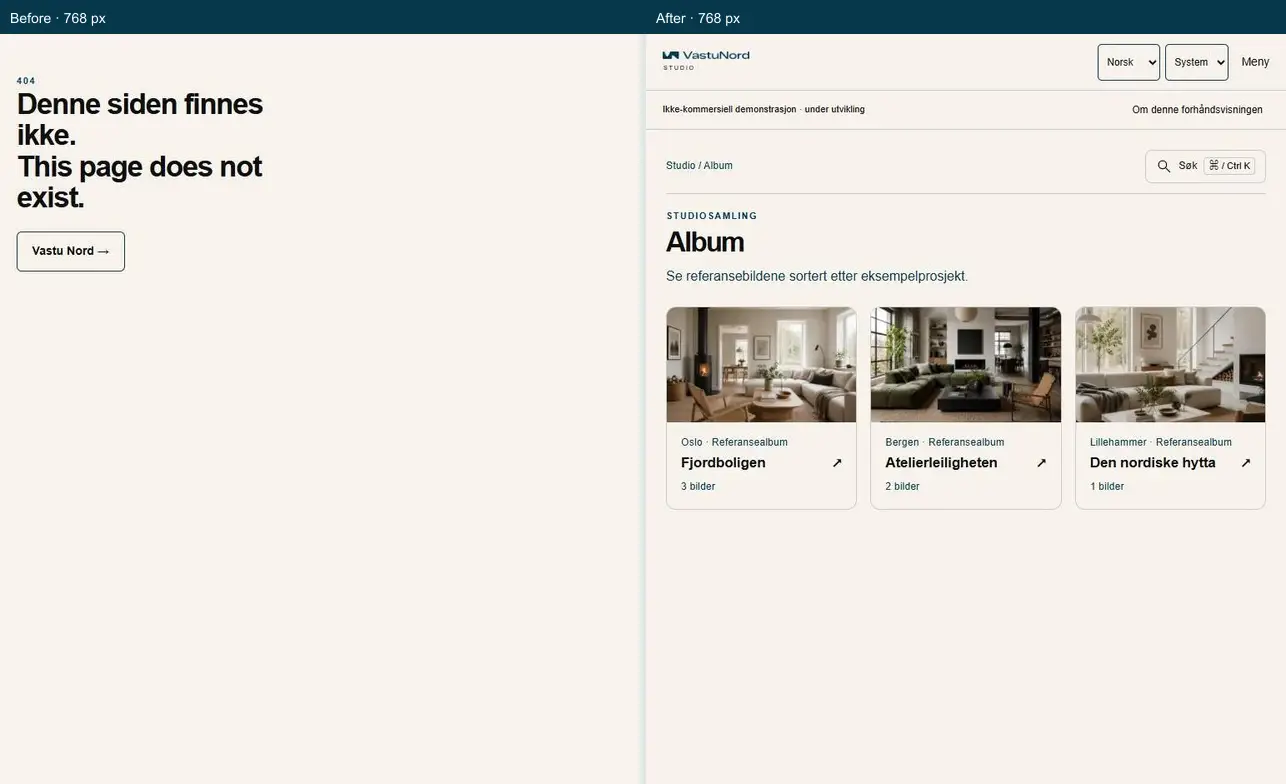 Before · 768 px
404
Denne siden finnes
ikke.
This page does not
exist.
Vastu Nord →
After · 768 px
VastuNord
STUDIO
Norsk
System
Meny
Ikke-kommersiell demonstrasjon · under utvikling
Om denne forhåndsvisningen
Studio / Album
Søk
⌘ / Ctrl K
STUDIOSAMLING
Album
Se referansebildene sortert etter eksempelprosjekt.
Oslo · Referansealbum
Fjordboligen ↗
3 bilder
Bergen · Referansealbum
Atelierleiligheten ↗
2 bilder
Lillehammer · Referansealbum
Den nordiske hytta ↗
1 bilder